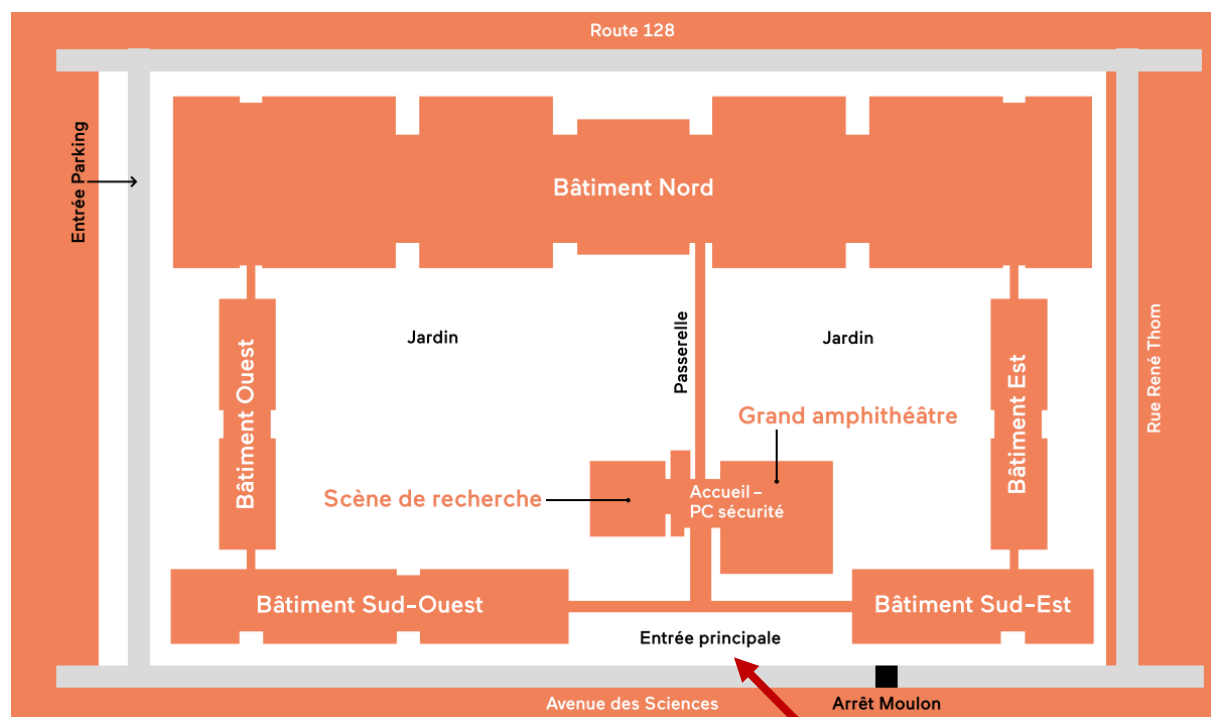 Route 128
Entrée Parking
Bâtiment Nord
Jardin
Passerelle
Jardin
Bâtiment Ouest
Grand amphithéâtre
Bâtiment Est
Rue René Thom
Scène de recherche
Accueil –
PC sécurité
Bâtiment Sud-Ouest
Bâtiment Sud-Est
Entrée principale
Avenue des Sciences
Arrêt Moulon